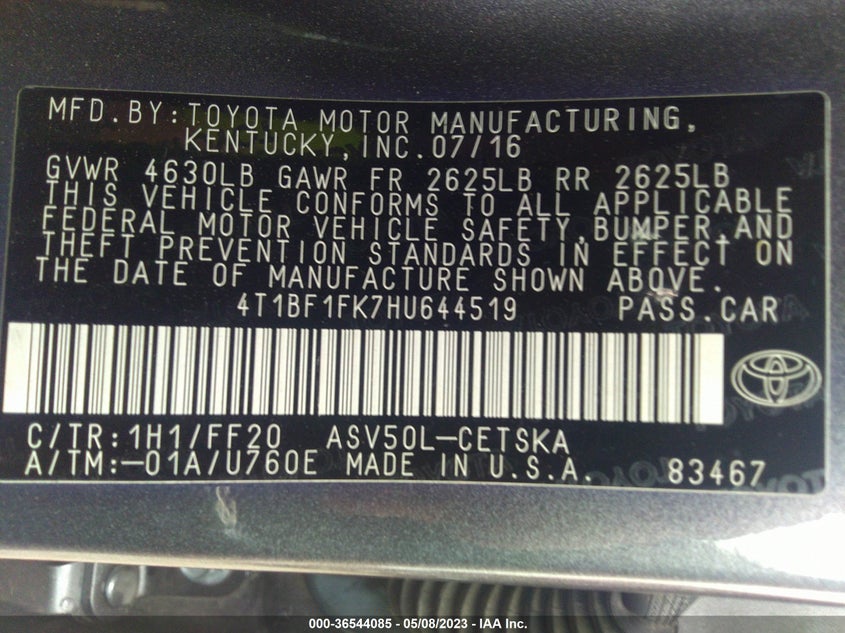 MFD.BY:TOYOTA MOTOR MANUFACTURING,
KENTUCKY,INC.07/16
GVWR 4630LB GAWR FR 2625LB RR 2625LB
THIS VEHICLE CONFORMS TO ALL APPLICABLE
FEDERAL MOTOR VEHICLE SAFETY,BUMPER,AND
THEFT PREVENTION STANDARDS IN EFFECT ON
THE DATE OF MANUFACTURE SHOWN ABOVE.
4T1BF1FK7HU644519 PASS.CAR
C/TR:1H1/FF20 ASV50L-CETSKA
A/TM:-01A/U760E MADE IN U.S.A. 83467
000-36544085 - 05/08/2023 - IAA Inc.